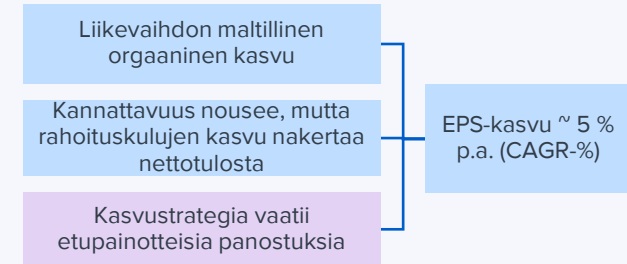 Liikevaihdon maltillinen
orgaaninen kasvu
Kannattavuus nousee, mutta
rahoituskulujen kasvu nakertaa
nettotulosta
Kasvustrategia vaatii
etupainotteisia panostuksia
EPS-kasvu ~ 5 %
p.a. (CAGR-%)